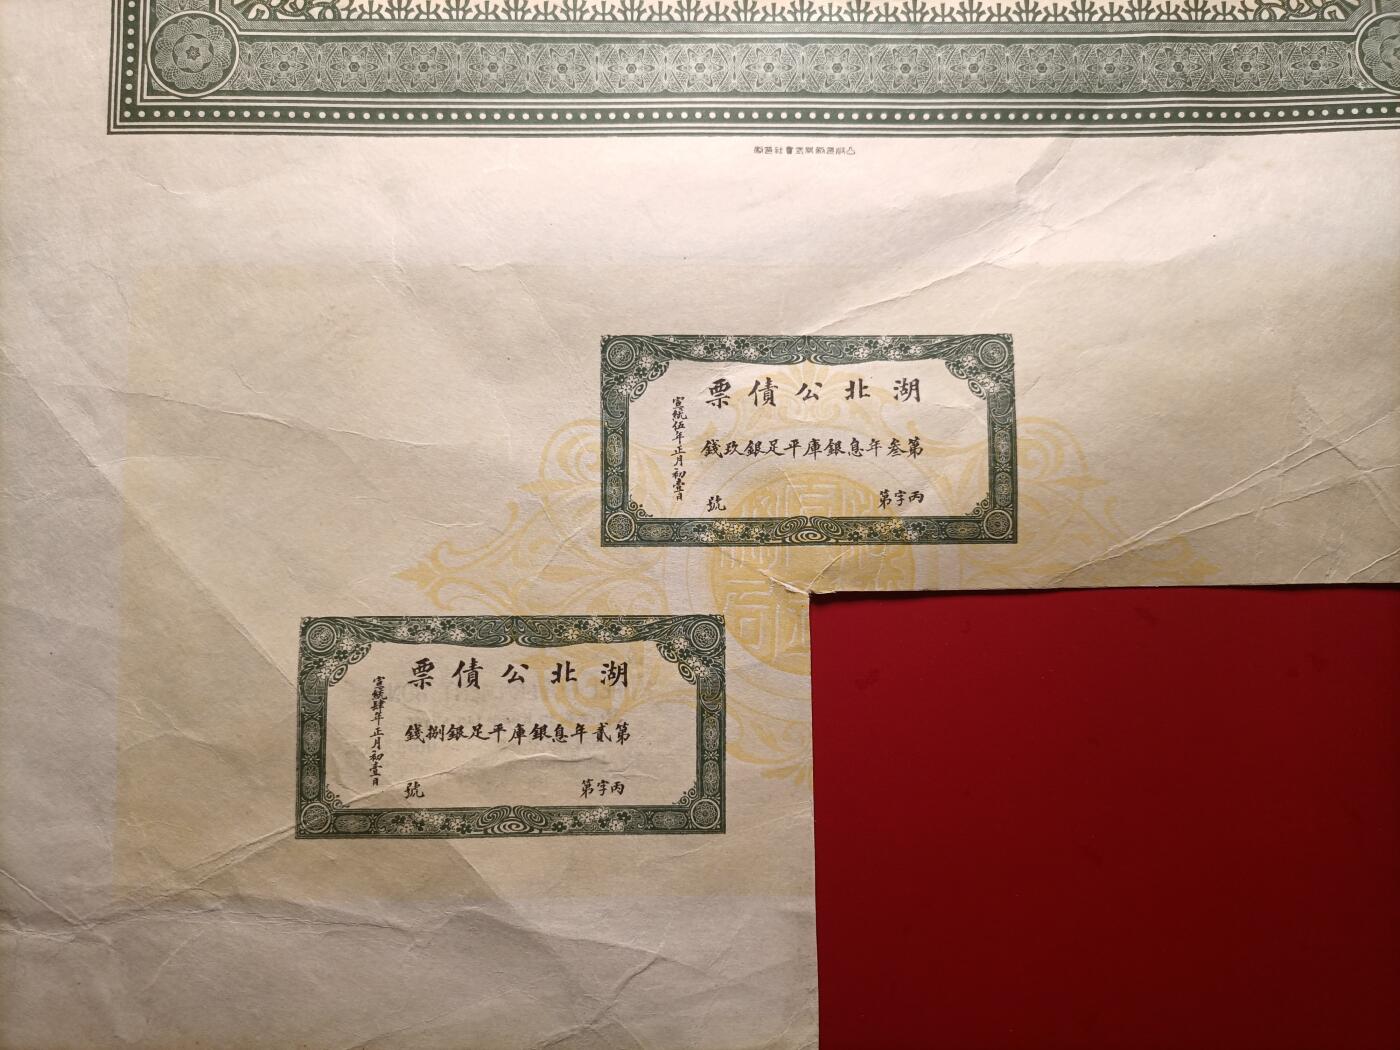 湖北公債票
第叁年息銀庫平足銀玖錢
丙字第
號
宣統伍年正月初壹日
湖北公債票
第貳年息銀庫平足銀捌錢
丙字第
號
宣統肆年正月初壹日